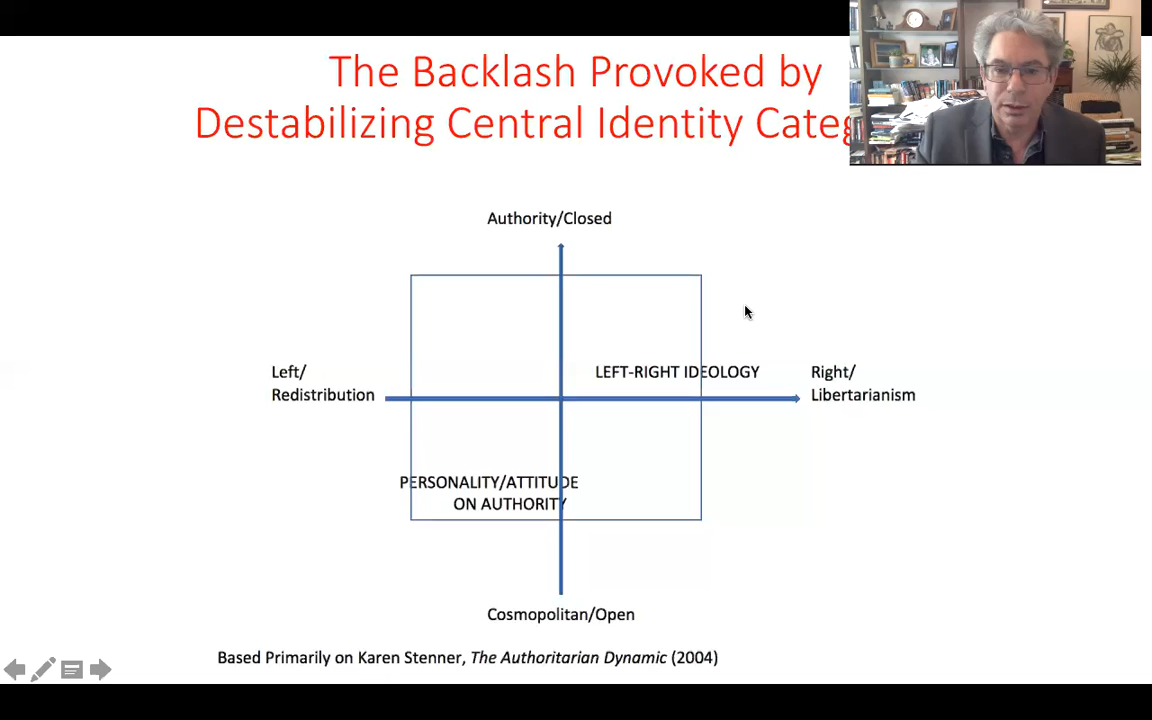 The Backlash Provoked by
Destabilizing Central Identity
Authority/Closed
LEFT-RIGHT IDEOLOGY
Left/
Redistribution
Right/
Libertarianism
PERSONALITY/ATTITUDE
ON AUTHORITY
Cosmopolitan/Open
Based Primarily on Karen Stenner, The Authoritarian Dynamic (2004)